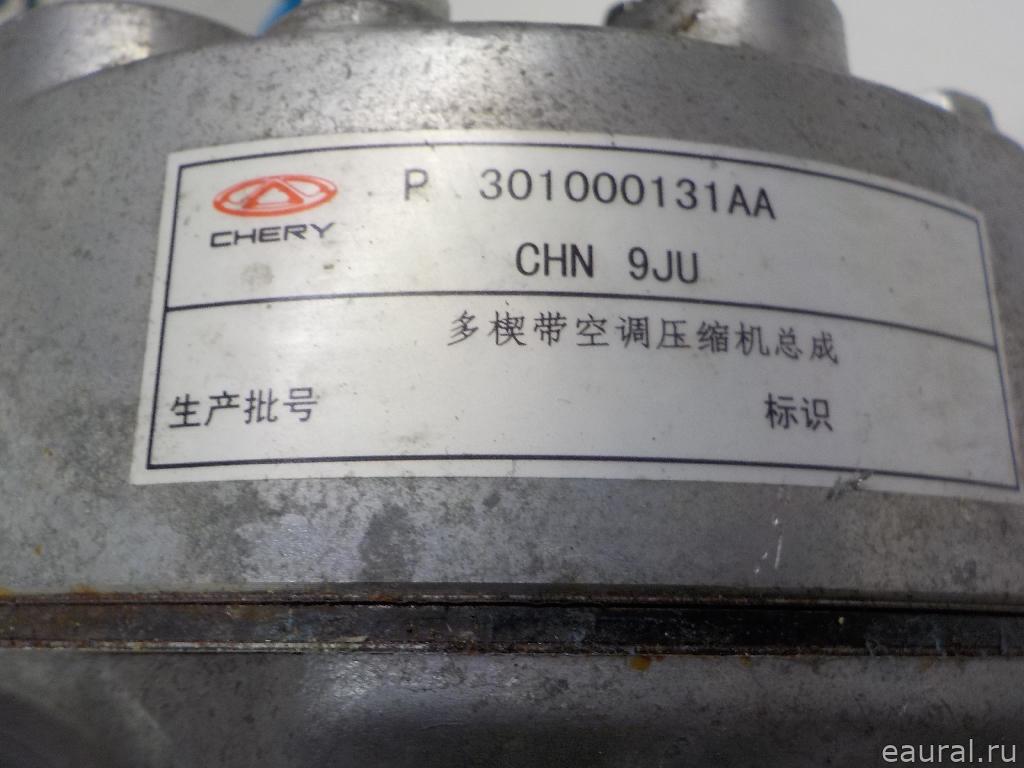 P 301000131AA
CHERY
CHN 9JU
多楔带空调压缩机总成
生产批号 标识
eaural.ru